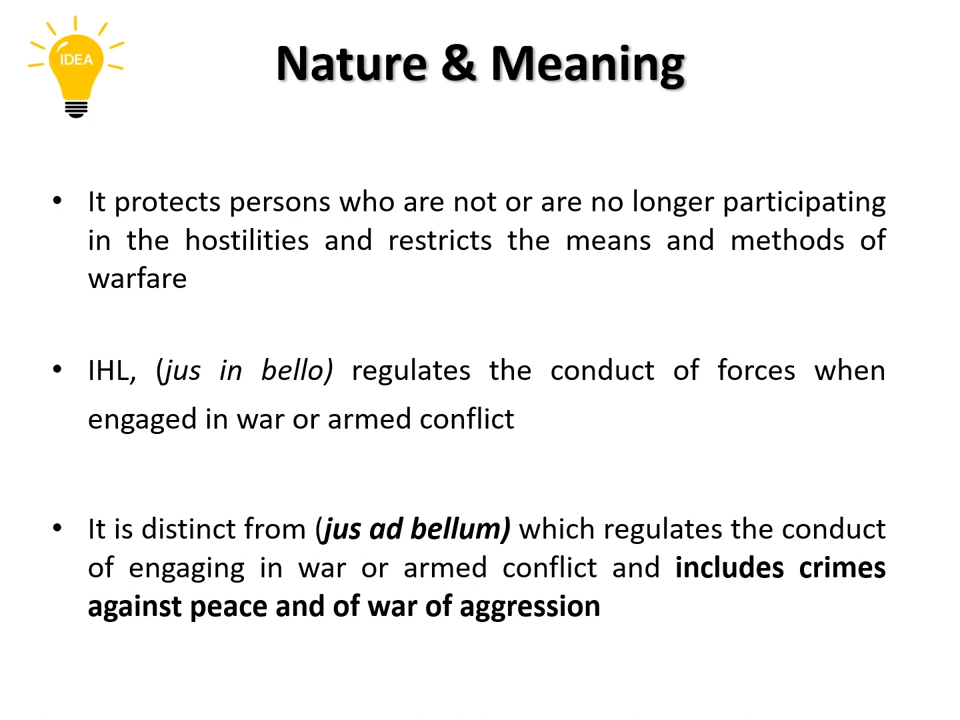 IDEA
Nature & Meaning
• It protects persons who are not or are no longer participating
in the hostilities and restricts the means and methods of
warfare
• IHL, (jus in bello) regulates the conduct of forces when
engaged in war or armed conflict
• It is distinct from (jus ad bellum) which regulates the conduct
of engaging in war or armed conflict and includes crimes
against peace and of war of aggression